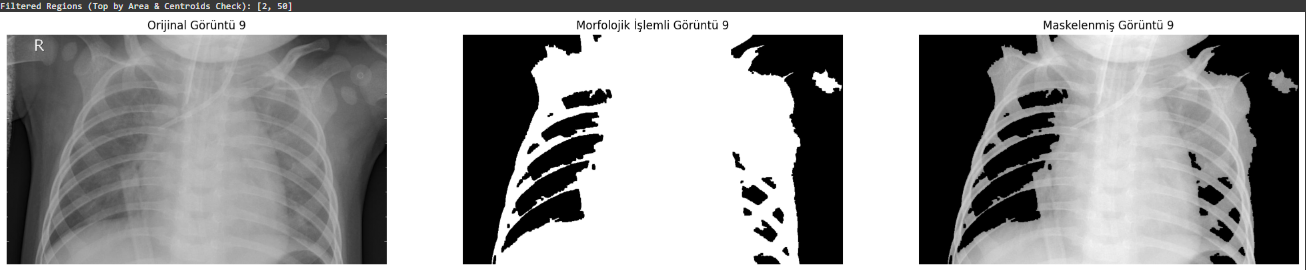 Filtered Regions (Top by Area & Centroids Check): [2, 50]
Orijinal Görüntü 9
Morfolojik İşlemli Görüntü 9
Maskelenmiş Görüntü 9
R